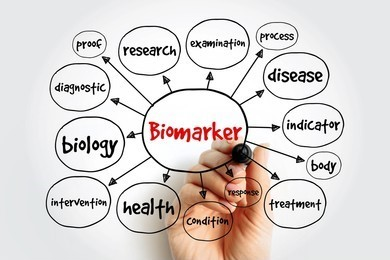 proof
research
examination
process
diagnostic
disease
Biomarker
biology
indicator
body
intervention
health
condition
response
treatment